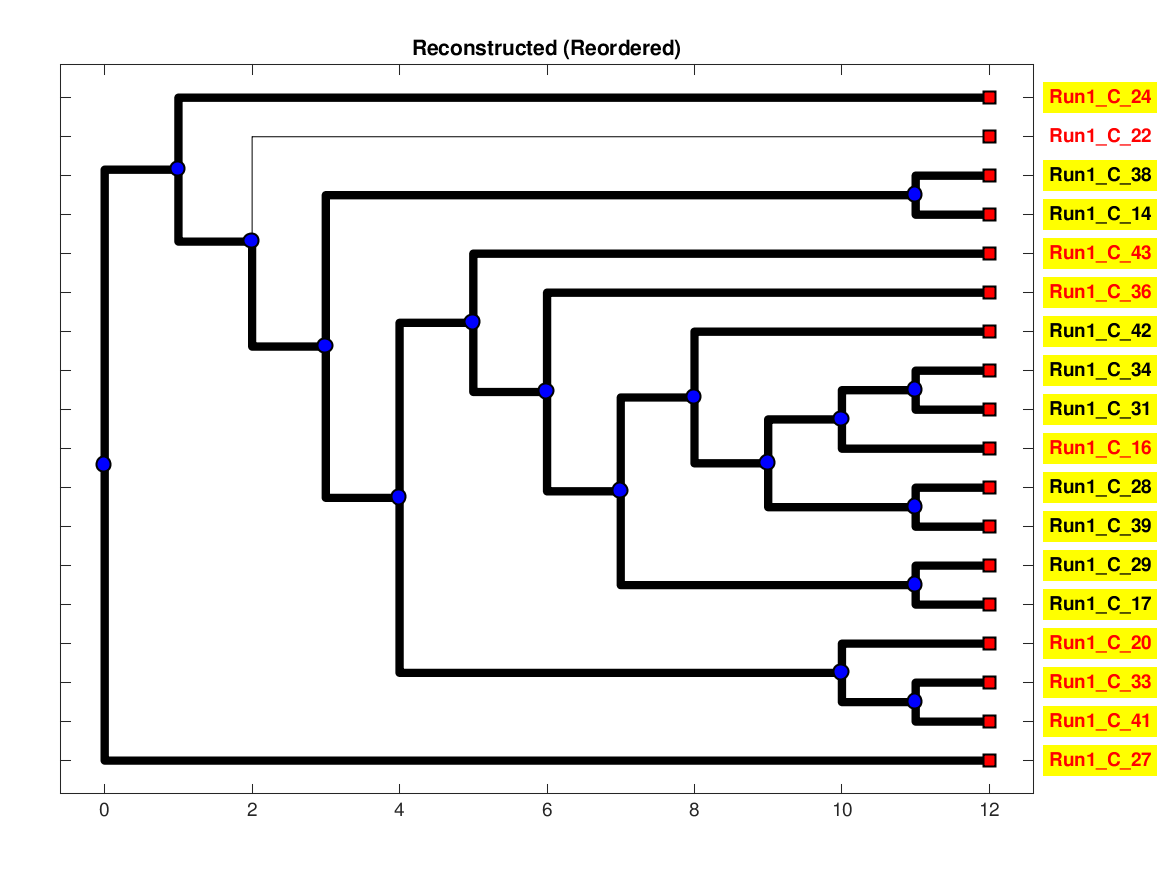 Reconstructed (Reordered)
Run1_C_24
Run1_C_22
Run1_C_38
Run1_C_14
Run1_C_43
Run1_C_36
Run1_C_42
Run1_C_34
Run1_C_31
Run1_C_16
Run1_C_28
Run1_C_39
Run1_C_29
Run1_C_17
Run1_C_20
Run1_C_33
Run1_C_41
Run1_C_27
0 2 4 6 8 10 12